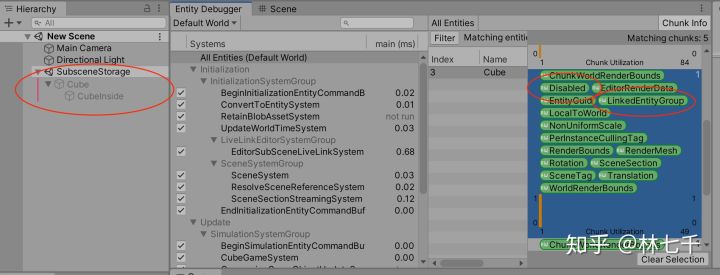 Hierarchy
All
New Scene
Main Camera
Directional Light
SubsceneStorage
Cube
CubeInside
Entity Debugger
Scene
Default World
Show:
Systems
main (ms)
All Entities (Default World)
Initialization
InitializationSystemGroup
BeginInitializationEntityCommandB 0.02
ConvertToEntitySystem 0.01
RetainBlobAssetSystem not run
UpdateWorldTimeSystem 0.03
LiveLinkEditorSystemGroup
EditorSubSceneLiveLinkSystem 0.68
SceneSystemGroup
SceneSystem 0.03
ResolveSceneReferenceSystem 0.02
SceneSectionStreamingSystem 0.12
EndInitializationEntityCommandBuf 0.00
Update
SimulationSystemGroup
BeginSimulationEntityCommandBuf 0.00
CubeGameSystem 0.00
All Entities
Chunk Info
Filter
Matching entitie
Index
Name
3
Cube
Matching chunks: 5
0
1 Chunk Utilization 84
ChunkWorldRenderBounds 1
Disabled EditorRenderData
EntityGuid LinkedEntityGroup
LocalToWorld
NonUniformScale
PerInstanceCullingTag
RenderBounds RenderMesh
Rotation SceneSection
SceneTag Translation
WorldRenderBounds
1
0
1 Chunk Utilization
Clear Selection
知乎 @林七千